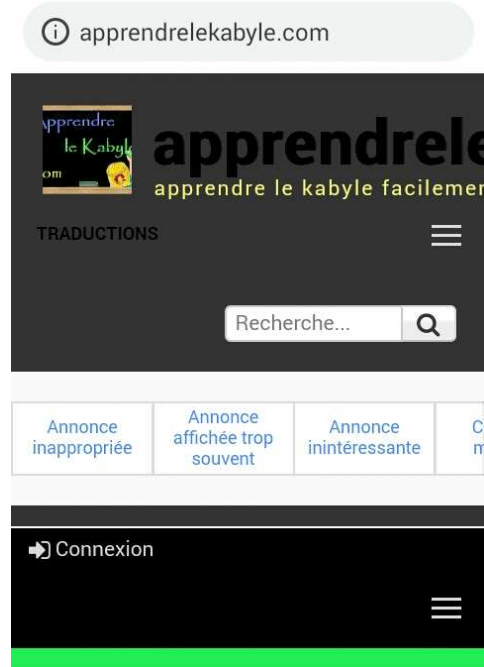 apprendrelekabyle.com
Apprendre
le Kabyle
com
apprendrele
apprendre le kabyle facilemen
TRADUCTIONS
Recherche...
Annonce
inappropriée
Annonce
affichée trop
souvent
Annonce
inintéressante
C
m
Connexion